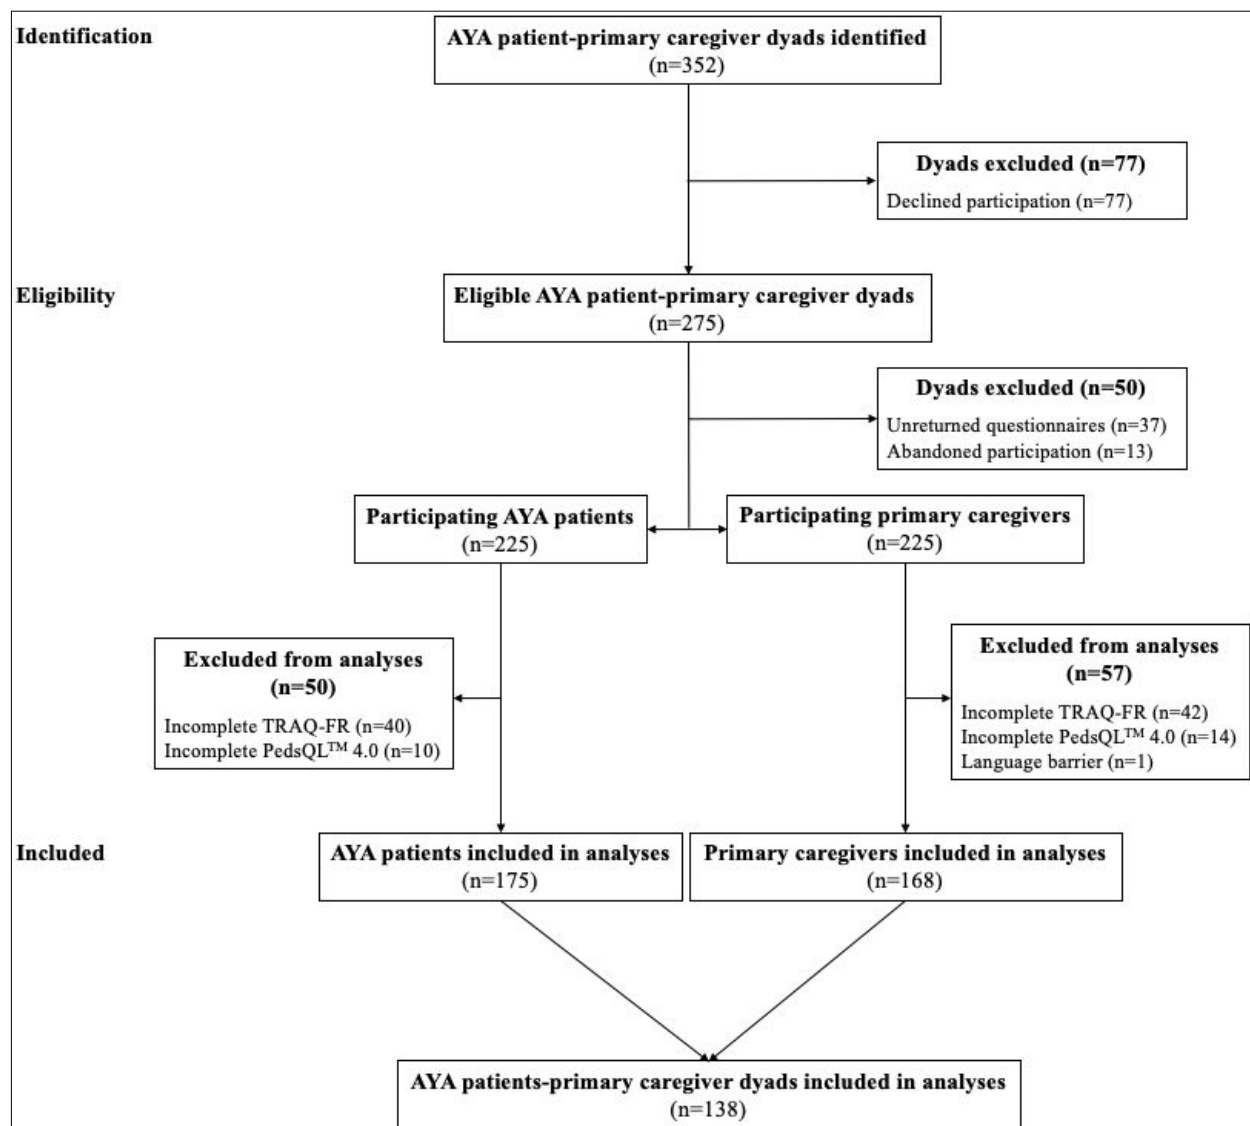 Identification
AYA patient-primary caregiver dyads identified
(n=352)
Dyads excluded (n=77)
Declined participation (n=77)
Eligibility
Eligible AYA patient-primary caregiver dyads
(n=275)
Dyads excluded (n=50)
Unreturned questionnaires (n=37)
Abandoned participation (n=13)
Participating AYA patients
(n=225)
Participating primary caregivers
(n=225)
Excluded from analyses
(n=50)
Incomplete TRAQ-FR (n=40)
Incomplete PedsQL™ 4.0 (n=10)
Excluded from analyses
(n=57)
Incomplete TRAQ-FR (n=42)
Incomplete PedsQL™ 4.0 (n=14)
Language barrier (n=1)
Included
AYA patients included in analyses
(n=175)
Primary caregivers included in analyses
(n=168)
AYA patients-primary caregiver dyads included in analyses
(n=138)